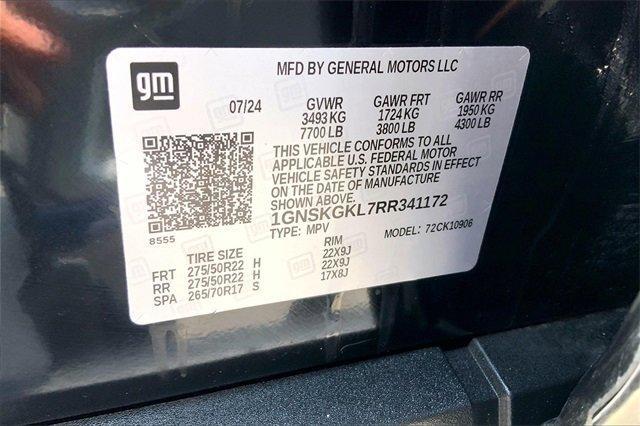 MFD BY GENERAL MOTORS LLC
gm
07/24 GVWR GAWR FRT GAWR RR
3493 KG 1724 KG 1950 KG
7700 LB 3800 LB 4300 LB
THIS VEHICLE CONFORMS TO ALL
APPLICABLE U.S. FEDERAL MOTOR
VEHICLE SAFETY STANDARDS IN EFFECT
ON THE DATE OF MANUFACTURE
SHOWN ABOVE.
1GNSKGKL7RR341172
TYPE: MPV MODEL: 72CK10906
8555
TIRE SIZE RIM
FRT 275/50R22 H 22X9J
RR 275/50R22 H 22X9J
SPA 265/70R17 S 17X8J